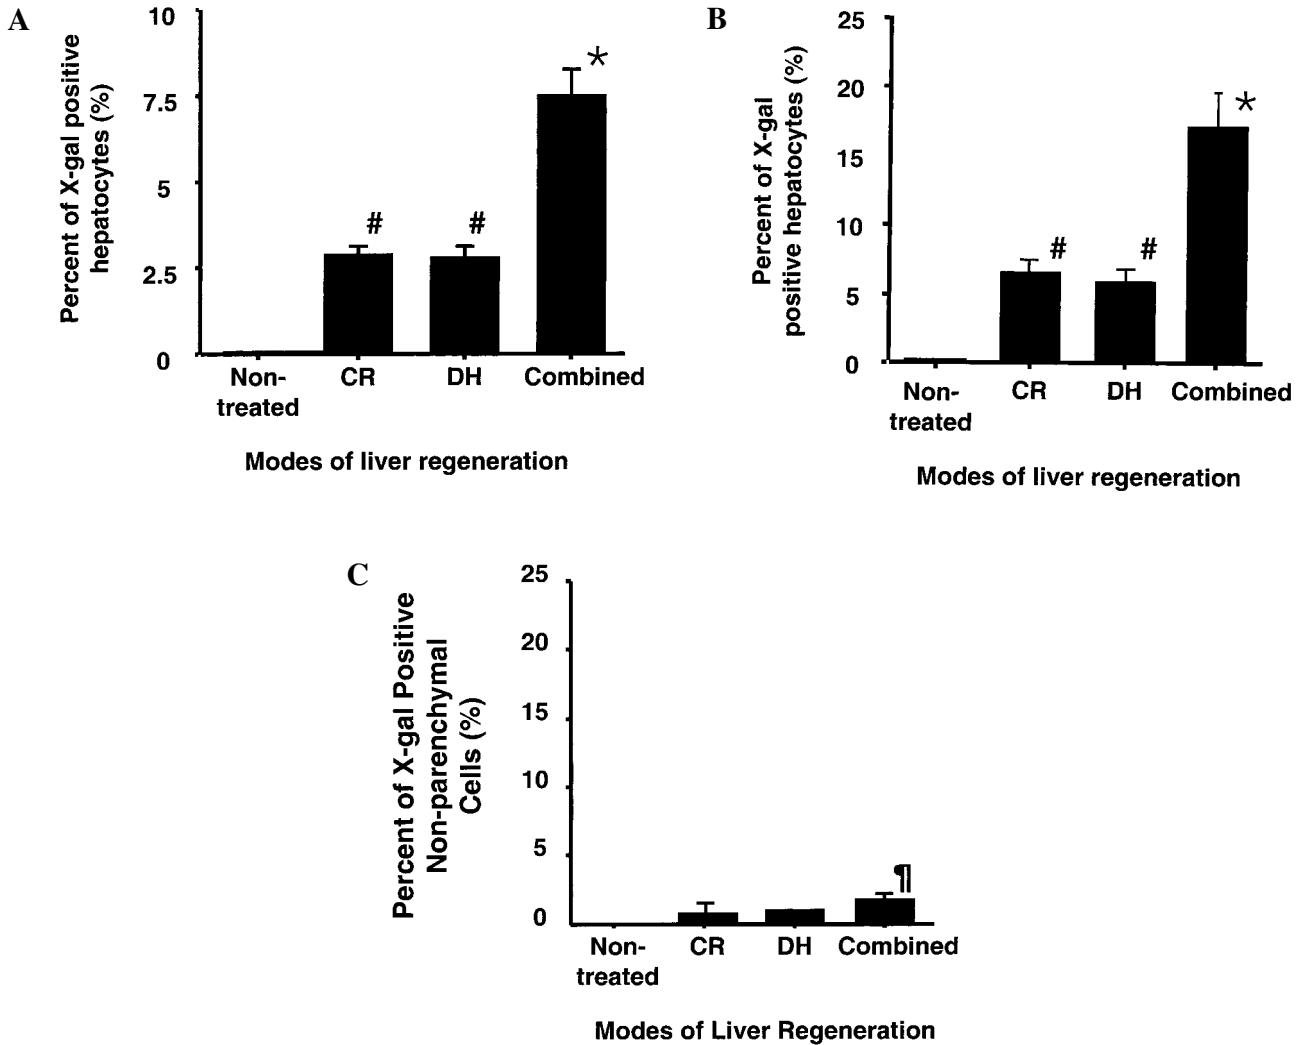 A
Percent of X-gal positive
hepatocytes (%)
10
7.5
5
2.5
0
#
#
*
Non-
treated
CR
DH
Combined
Modes of liver regeneration
B
Percent of X-gal
positive hepatocytes (%)
25
20
15
10
5
0
#
#
*
Non-
treated
CR
DH
Combined
Modes of liver regeneration
C
Percent of X-gal Positive
Non-parenchymal
Cells (%)
25
20
15
10
5
0
¶
Non-
treated
CR
DH
Combined
Modes of Liver Regeneration